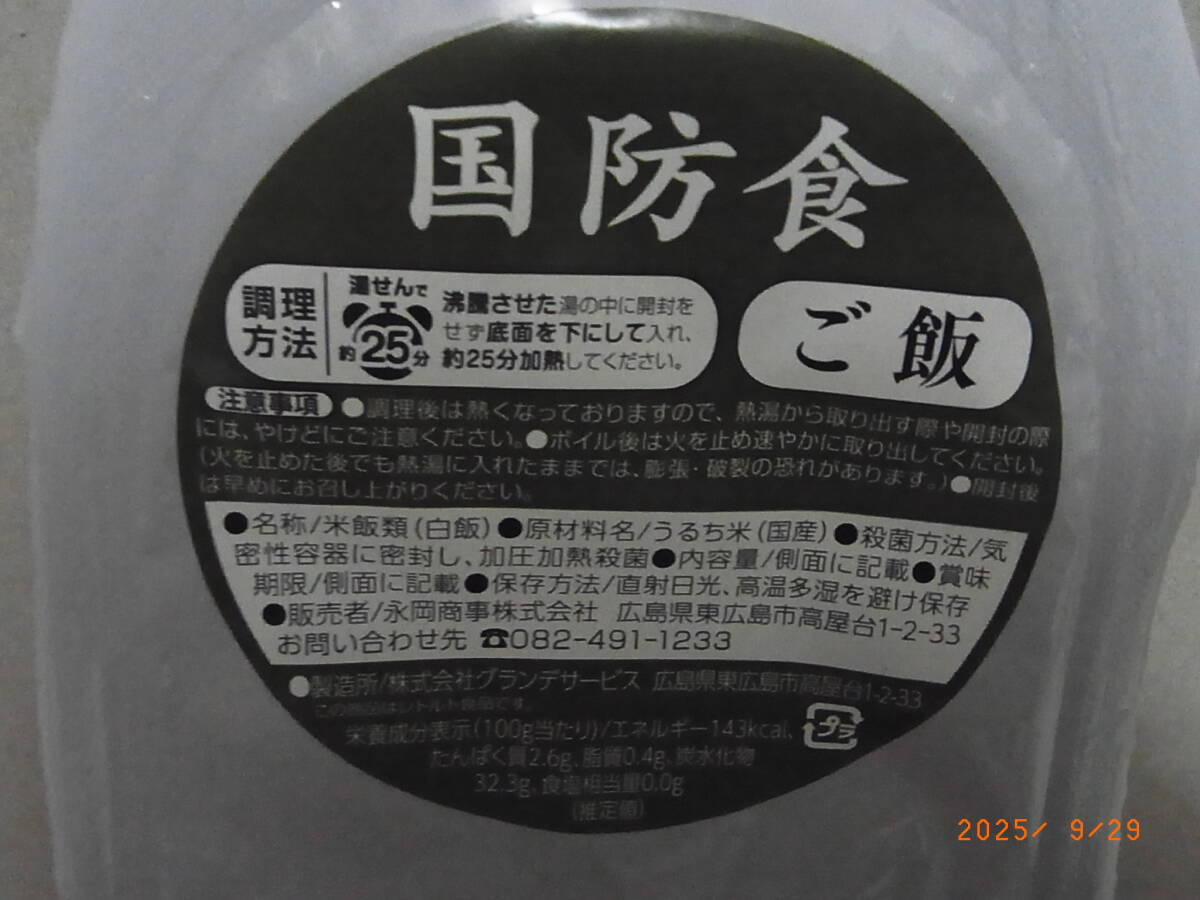 国防食
調理方法
湯せんで
約25分
沸騰させた湯の中に開封を
せず底面を下にして入れ、
約25分加熱してください。
ご飯
注意事項 ●調理後は熱くなっておりますので、熱湯から取り出す際や開封の際
には、やけどにご注意ください。●ボイル後は火を止め速やかに取り出してください。
(火を止めた後でも熱湯に入れたままでは、膨張・破裂の恐れがあります。)●開封後
は早めにお召し上がりください。
●名称/米飯類(白飯)●原材料名/うるち米(国産)●殺菌方法/気
密性容器に密封し、加圧加熱殺菌●内容量/側面に記載●賞味
期限/側面に記載●保存方法/直射日光、高温多湿を避け保存
●販売者/永岡商事株式会社 広島県東広島市高屋台1-2-33
お問い合わせ先 ☎082-491-1233
●製造所/株式会社グランデサービス 広島県東広島市高屋台1-2-33
この商品はレトルト食品です。
栄養成分表示(100g当たり)/エネルギー143kcal、
たんぱく質2.6g、脂質0.4g、炭水化物
32.3g、食塩相当量0.0g
(推定値)
プラ
2025/ 9/29